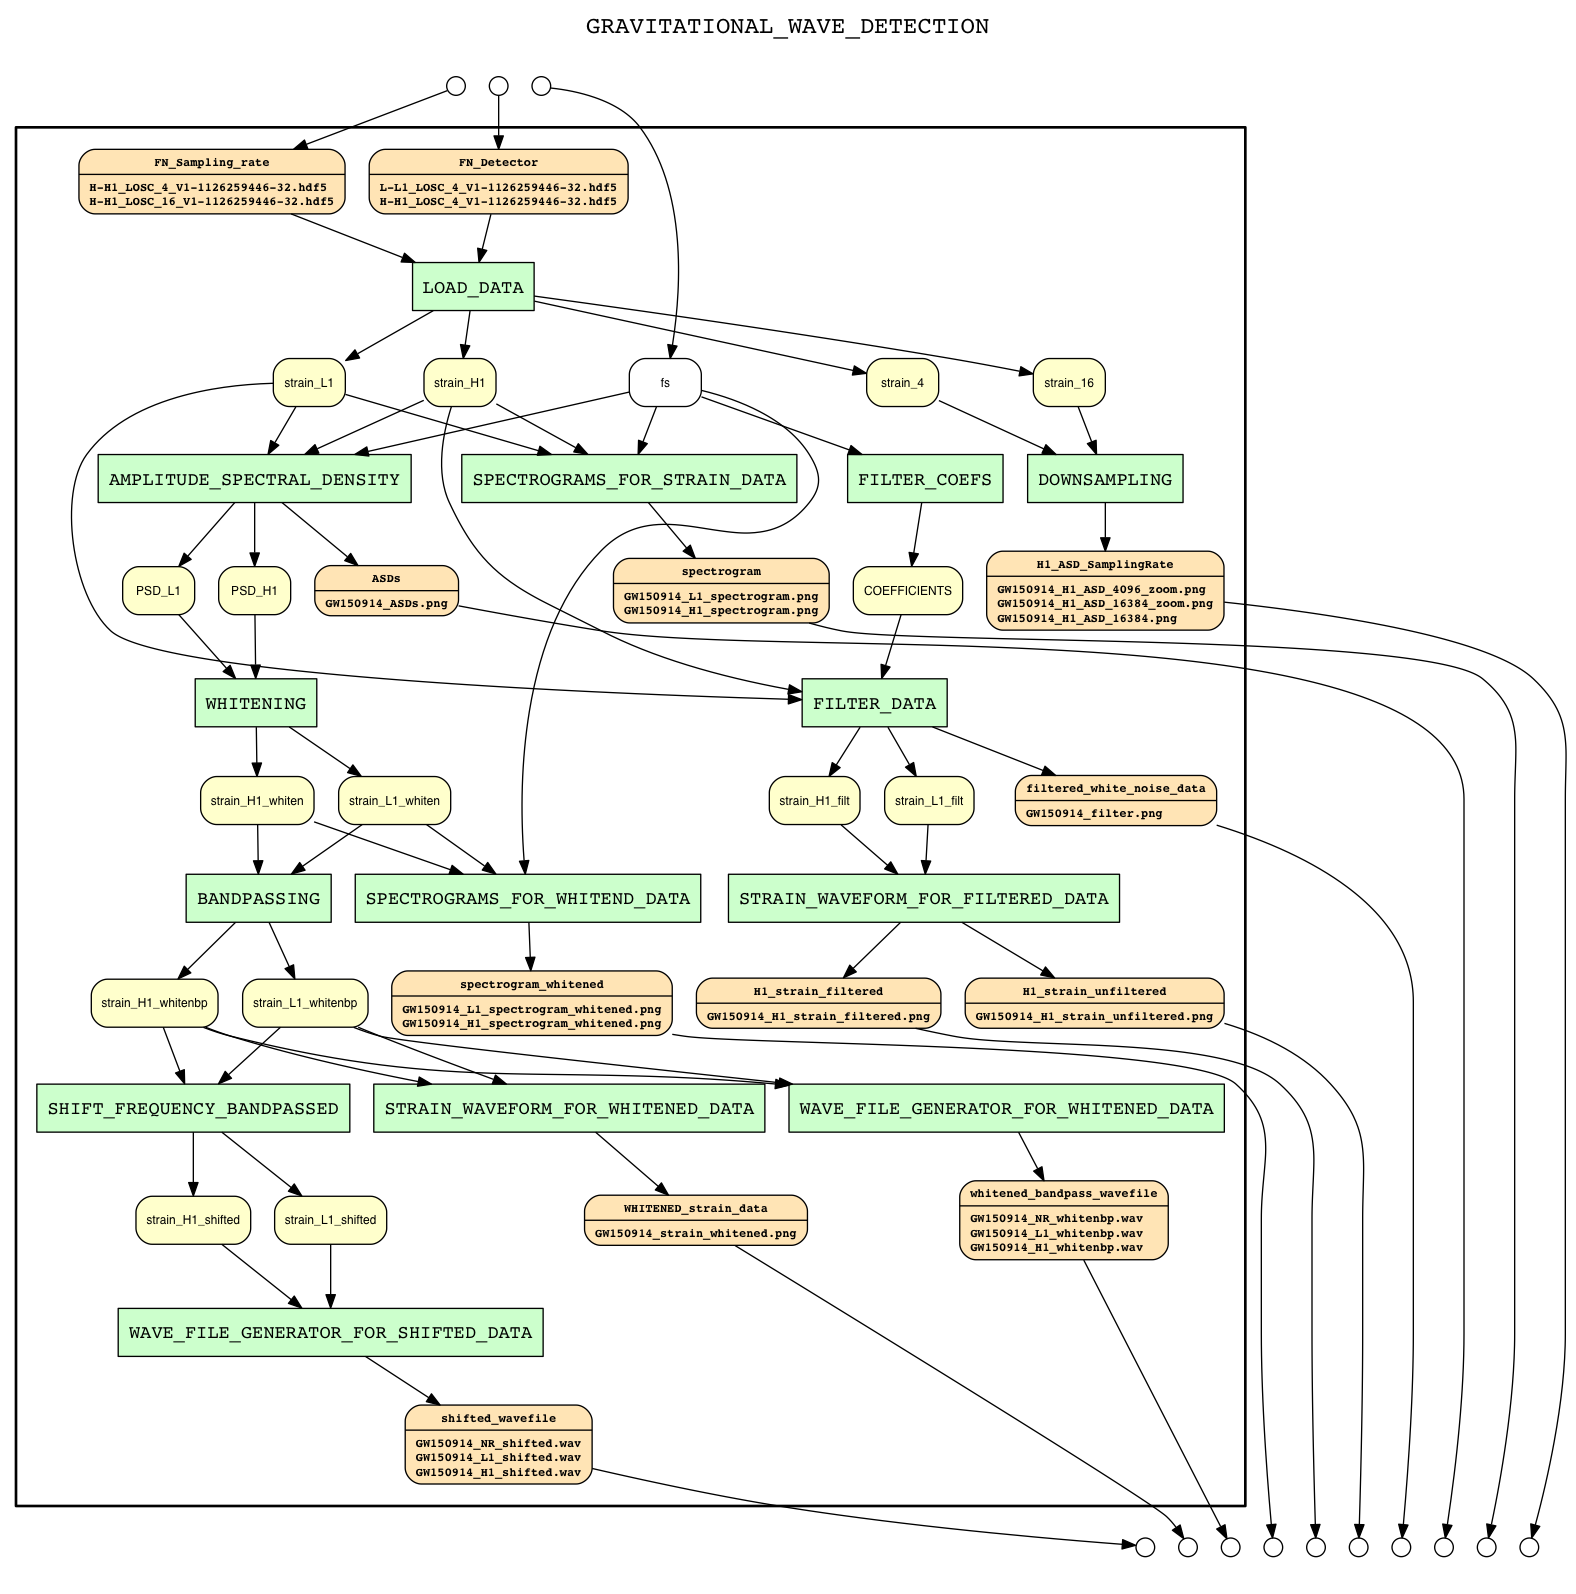 GRAVITATIONAL_WAVE_DETECTION
FN_Sampling_rate
H-H1_LOSC_4_V1-1126259446-32.hdf5
H-H1_LOSC_16_V1-1126259446-32.hdf5
FN_Detector
L-L1_LOSC_4_V1-1126259446-32.hdf5
H-H1_LOSC_4_V1-1126259446-32.hdf5
LOAD_DATA
strain_L1
strain_H1
fs
strain_4
strain_16
AMPLITUDE_SPECTRAL_DENSITY
SPECTROGRAMS_FOR_STRAIN_DATA
FILTER_COEFS
DOWNSAMPLING
PSD_L1
PSD_H1
ASDs
GW150914_ASDs.png
spectrogram
GW150914_L1_spectrogram.png
GW150914_H1_spectrogram.png
COEFFICIENTS
H1_ASD_SamplingRate
GW150914_H1_ASD_4096_zoom.png
GW150914_H1_ASD_16384_zoom.png
GW150914_H1_ASD_16384.png
WHITENING
FILTER_DATA
strain_H1_whiten
strain_L1_whiten
strain_H1_filt
strain_L1_filt
filtered_white_noise_data
GW150914_filter.png
BANDPASSING
SPECTROGRAMS_FOR_WHITEND_DATA
STRAIN_WAVEFORM_FOR_FILTERED_DATA
strain_H1_whitenbp
strain_L1_whitenbp
spectrogram_whitened
GW150914_L1_spectrogram_whitened.png
GW150914_H1_spectrogram_whitened.png
H1_strain_filtered
GW150914_H1_strain_filtered.png
H1_strain_unfiltered
GW150914_H1_strain_unfiltered.png
SHIFT_FREQUENCY_BANDPASSED
STRAIN_WAVEFORM_FOR_WHITENED_DATA
WAVE_FILE_GENERATOR_FOR_WHITENED_DATA
strain_H1_shifted
strain_L1_shifted
WHITENED_strain_data
GW150914_strain_whitened.png
whitened_bandpass_wavefile
GW150914_NR_whitenbp.wav
GW150914_L1_whitenbp.wav
GW150914_H1_whitenbp.wav
WAVE_FILE_GENERATOR_FOR_SHIFTED_DATA
shifted_wavefile
GW150914_NR_shifted.wav
GW150914_L1_shifted.wav
GW150914_H1_shifted.wav